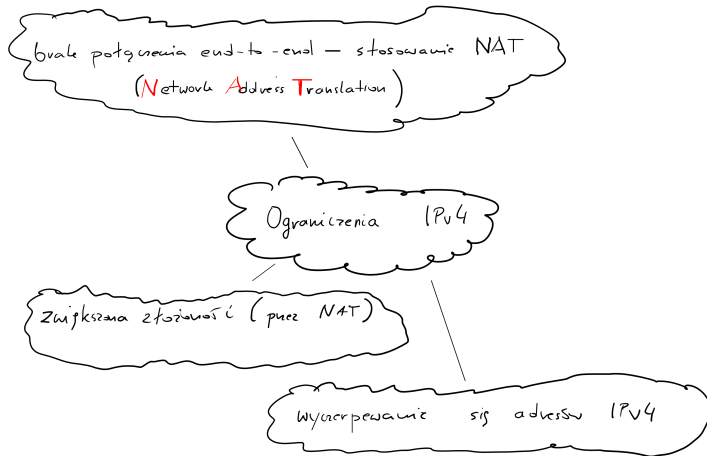 brak połączenia end-to-end – stosowanie NAT
(Network Address Translation)
Ograniczenia IPv4
Zwiększona złożoność (przez NAT)
wyczerpewanie się adresów IPv4